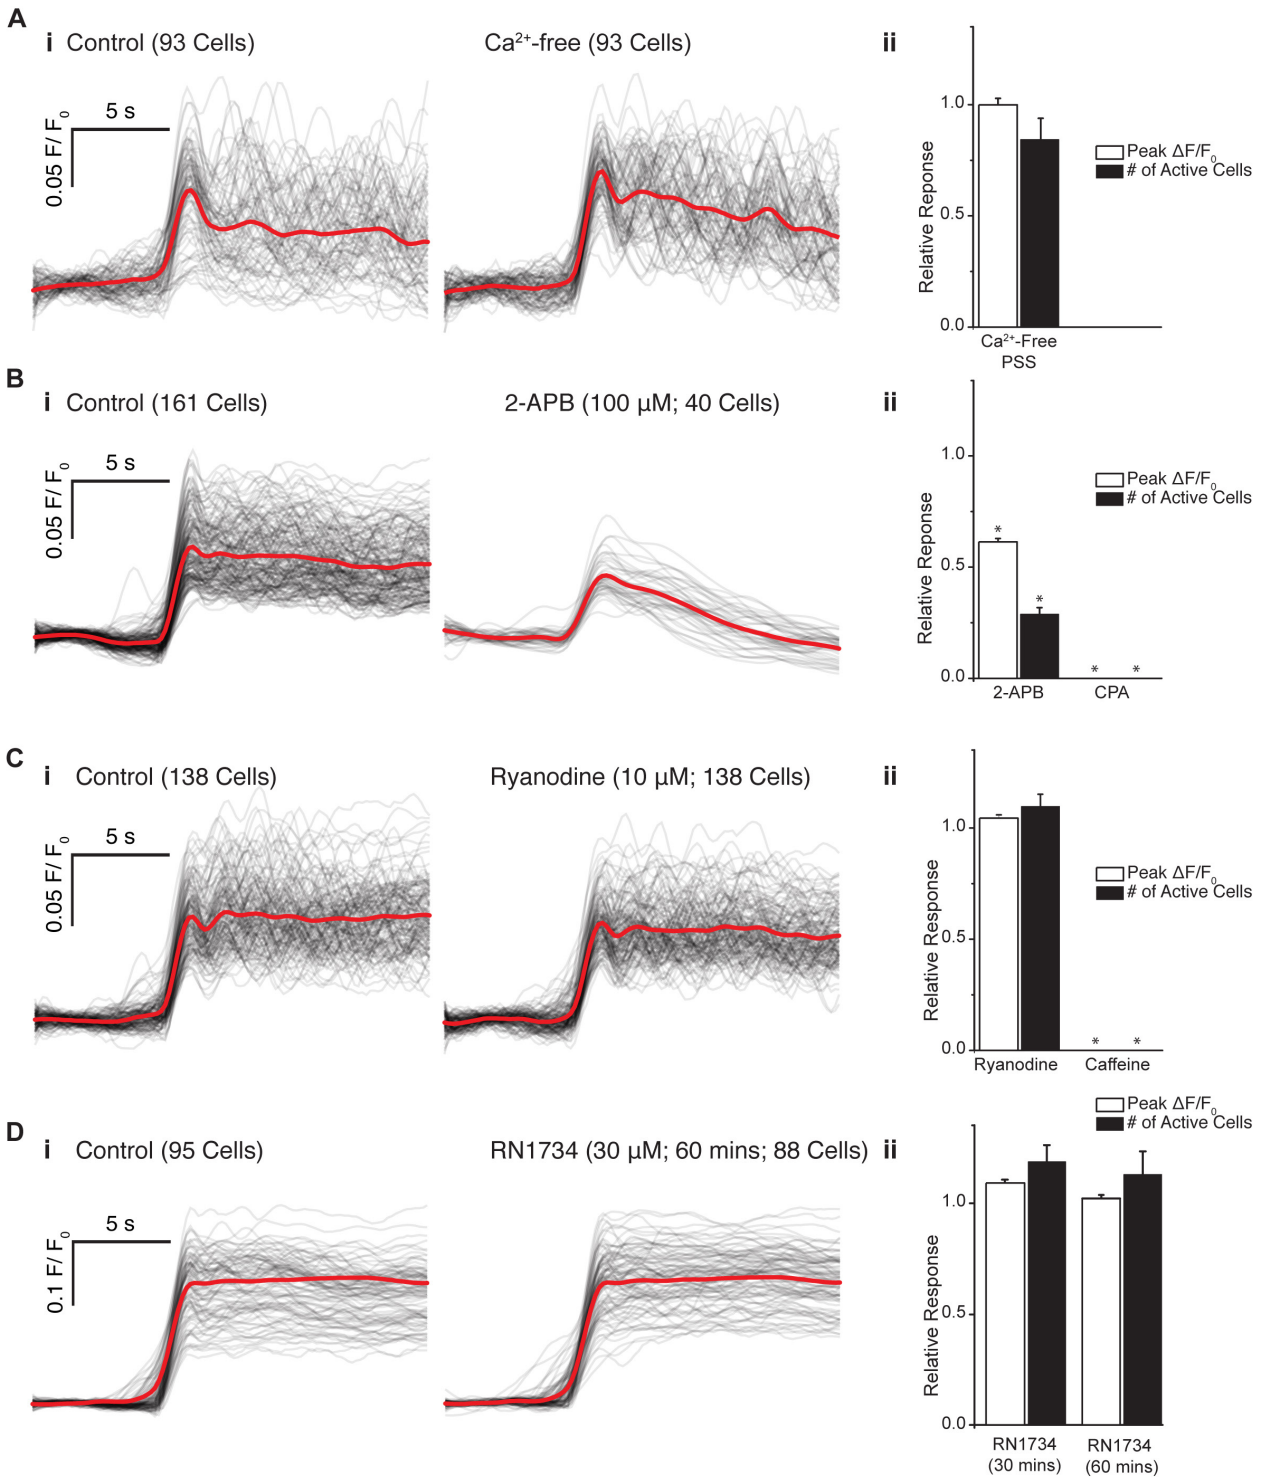 A
i Control (93 Cells)
Ca²⁺-free (93 Cells)
ii
5 s
0.05 F/ F₀
1.0
0.5
0.0
Relative Reponse
Peak ΔF/F₀
# of Active Cells
Ca²⁺-Free
PSS
B
i Control (161 Cells)
2-APB (100 µM; 40 Cells)
ii
5 s
0.05 F/ F₀
1.0
0.5
0.0
Relative Reponse
Peak ΔF/F₀
# of Active Cells
*
*
* *
2-APB CPA
C
i Control (138 Cells)
Ryanodine (10 µM; 138 Cells)
ii
5 s
0.05 F/ F₀
1.0
0.5
0.0
Relative Response
Peak ΔF/F₀
# of Active Cells
* *
Ryanodine Caffeine
D
i Control (95 Cells)
RN1734 (30 µM; 60 mins; 88 Cells)
ii
Peak ΔF/F₀
# of Active Cells
5 s
0.1 F/ F₀
1.0
0.5
0.0
Relative Response
RN1734 RN1734
(30 mins) (60 mins)